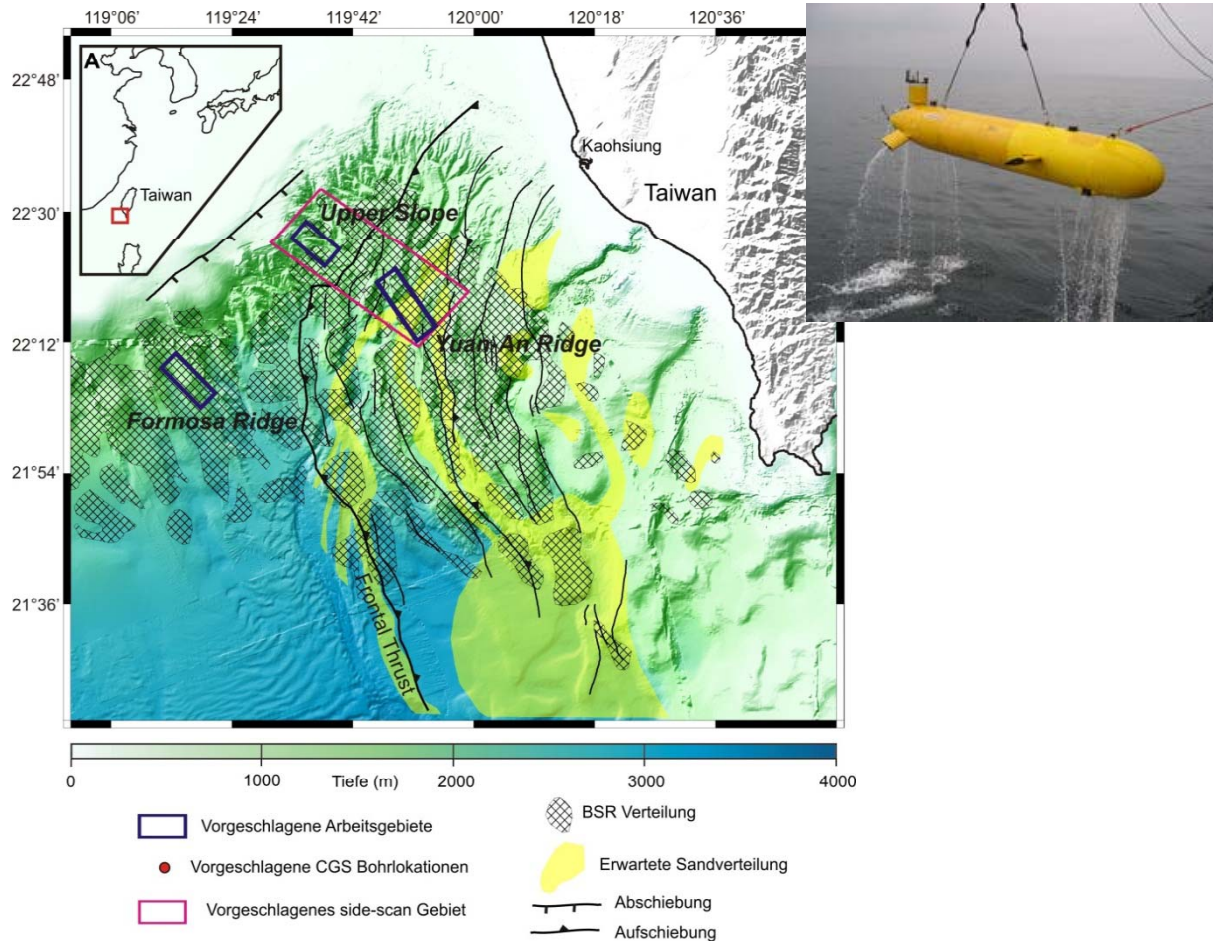 119°06' 119°24' 119°42' 120°00' 120°18' 120°36'
A
22°48'
Kaohsiung
Taiwan
Taiwan
22°30'
Upper Slope
22°12'
Yuan-An Ridge
Formosa Ridge
21°54'
21°36'
Frontal Thrust
0 1000 2000 3000 4000
Tiefe (m)
Vorgeschlagene Arbeitsgebiete
BSR Verteilung
Vorgeschlagene CGS Bohrlokationen
Erwartete Sandverteilung
Vorgeschlagenes side-scan Gebiet
Abschiebung
Aufschiebung